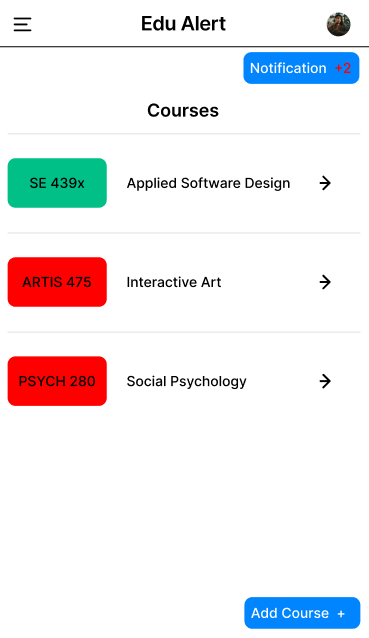 Edu Alert
Notification +2
Courses
SE 439x Applied Software Design
ARTIS 475 Interactive Art
PSYCH 280 Social Psychology
Add Course +